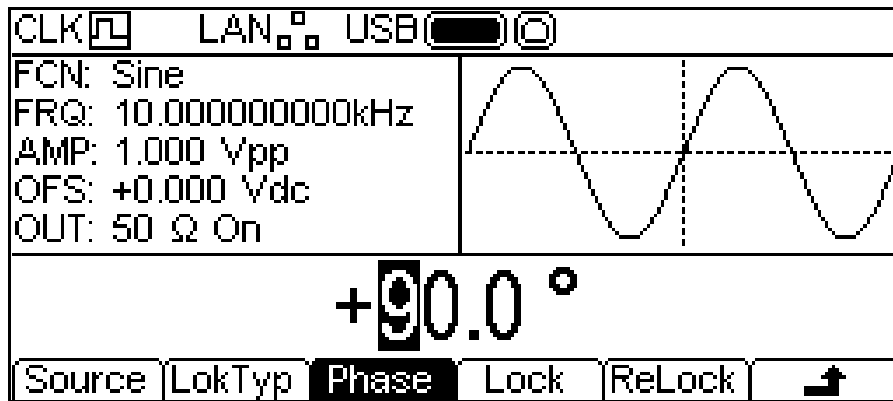 CLK LAN USB
FCN: Sine
FRQ: 10.000000000kHz
AMP: 1.000 Vpp
OFS: +0.000 Vdc
OUT: 50 Ω On
+90.0 °
Source LokTyp Phase Lock ReLock